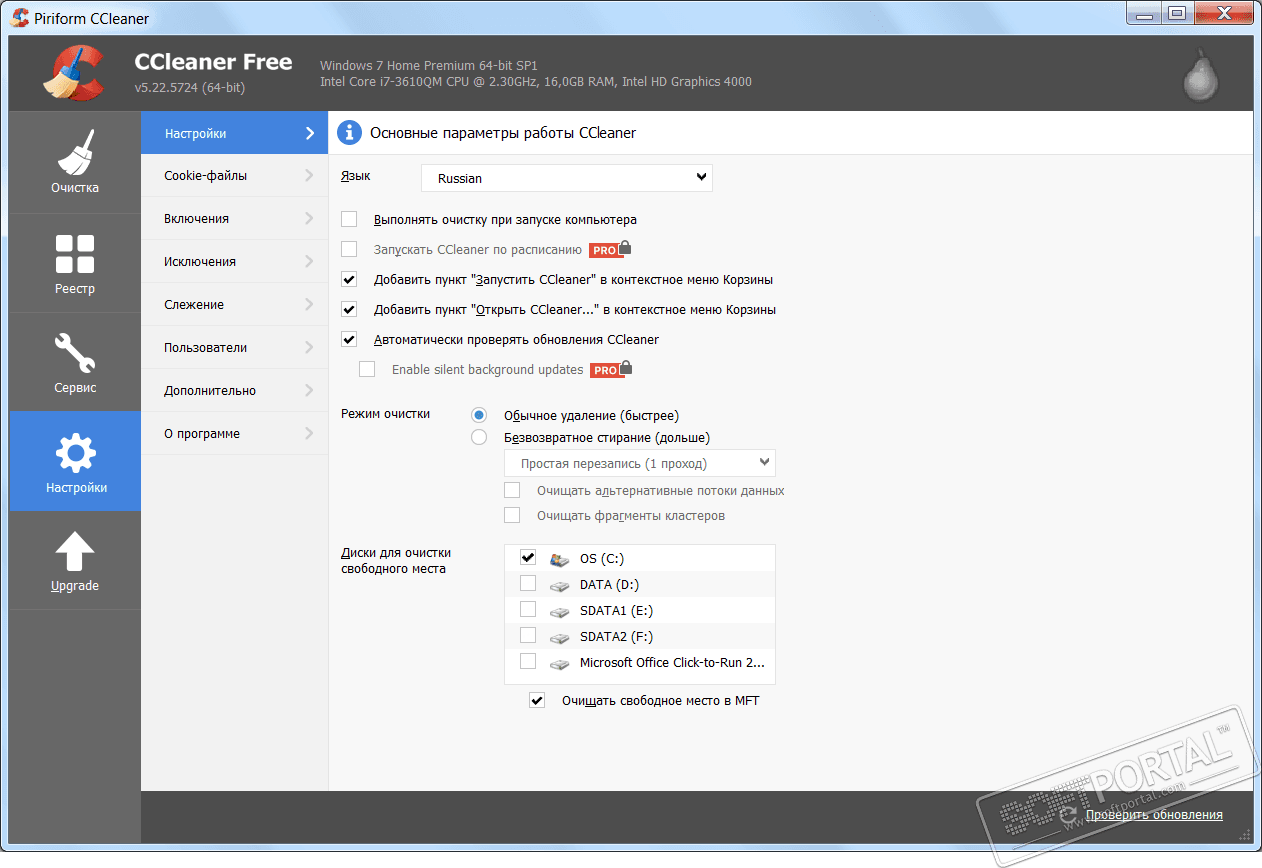 Piriform CCleaner
CCleaner Free
v5.22.5724 (64-bit)
Windows 7 Home Premium 64-bit SP1
Intel Core i7-3610QM CPU @ 2.30GHz, 16,0GB RAM, Intel HD Graphics 4000
Очистка
Реестр
Сервис
Настройки
Upgrade
Настройки
Cookie-файлы
Включения
Исключения
Слежение
Пользователи
Дополнительно
О программе
Основные параметры работы CCleaner
Язык
Russian
Выполнять очистку при запуске компьютера
Запускать CCleaner по расписанию PRO
Добавить пункт "Запустить CCleaner" в контекстное меню Корзины
Добавить пункт "Открыть CCleaner..." в контекстное меню Корзины
Автоматически проверять обновления CCleaner
Enable silent background updates PRO
Режим очистки
Обычное удаление (быстрее)
Безвозвратное стирание (дольше)
Простая перезапись (1 проход)
Очищать альтернативные потоки данных
Очищать фрагменты кластеров
Диски для очистки
свободного места
OS (C:)
DATA (D:)
SDATA1 (E:)
SDATA2 (F:)
Microsoft Office Click-to-Run 2...
Очищать свободное место в MFT
SOFTPORTAL™
www.softportal.com
Проверить обновления